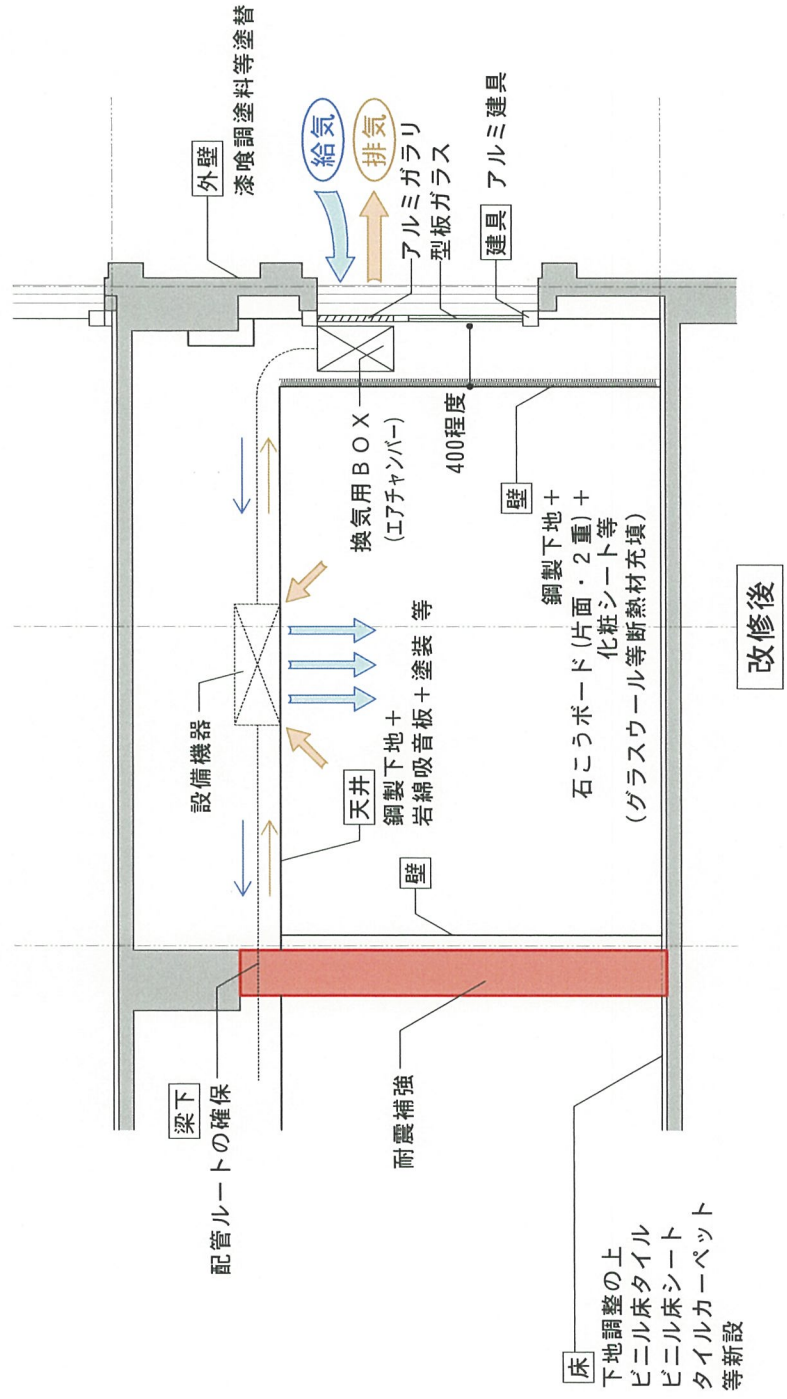 外壁
漆喰調塗料等塗替
給気
排気
アルミガラリ
型板ガラス
建具 アルミ建具
換気用ＢＯＸ
(エアチャンバー)
400程度
壁
鋼製下地＋
石こうボード（片面・２重）＋
化粧シート等
（グラスウール等断熱材充填）
設備機器
天井
鋼製下地＋
岩綿吸音板＋塗装 等
壁
梁下
配管ルートの確保
耐震補強
床
下地調整の上
ビニル床タイル
ビニル床シート
タイルカーペット
等新設
改修後